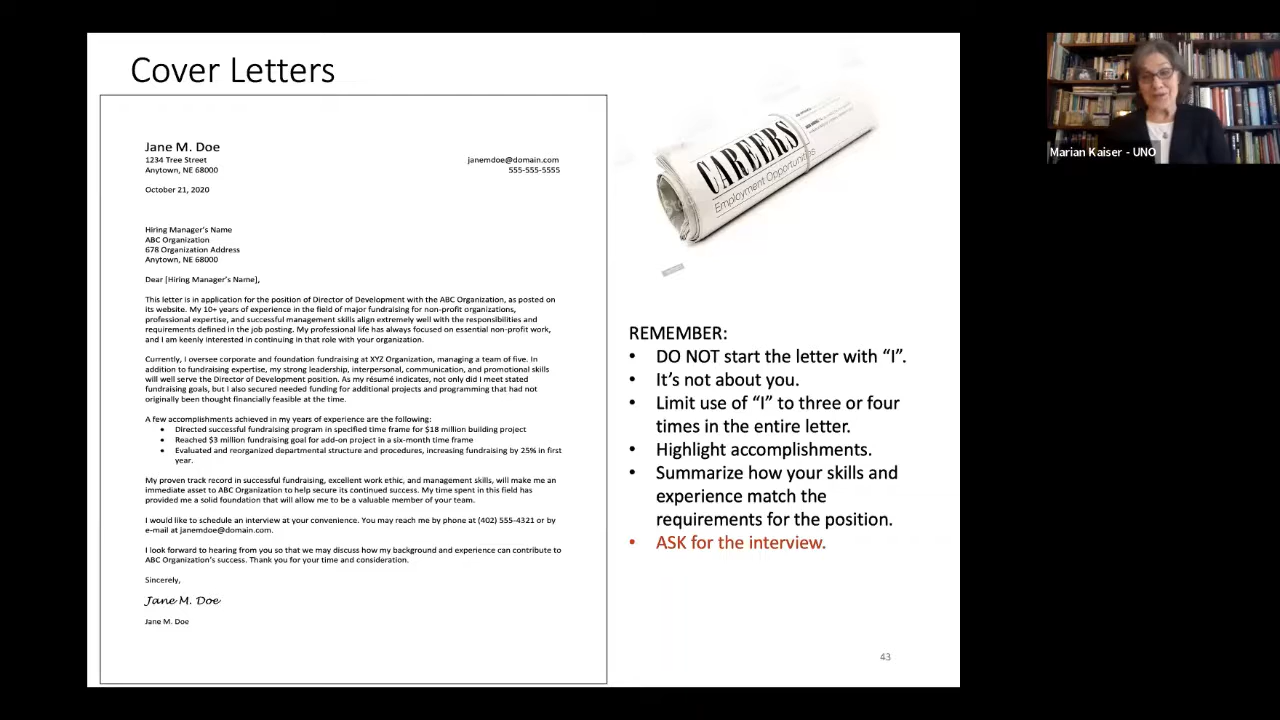 Cover Letters
Jane M. Doe
1234 Tree Street
Anytown, NE 68000
janemdoe@domain.com
555-555-5555
October 21, 2020
Hiring Manager's Name
ABC Organization
678 Organization Address
Anytown, NE 68000
Dear [Hiring Manager's Name],
This letter is in application for the position of Director of Development with the ABC Organization, as posted on
its website. My 10+ years of experience in the field of major fundraising for non-profit organizations,
professional expertise, and successful management skills align extremely well with the responsibilities and
requirements defined in the job posting. My professional life has always focused on essential non-profit work,
and I am keenly interested in continuing in that role with your organization.
Currently, I oversee corporate and foundation fundraising at XYZ Organization, managing a team of five. In
addition to fundraising expertise, my strong leadership, interpersonal, communication, and promotional skills
will well serve the Director of Development position. As my résumé indicates, not only did I meet stated
fundraising goals, but I also secured needed funding for additional projects and programming that had not
originally been thought financially feasible at the time.
A few accomplishments achieved in my years of experience are the following:
• Directed successful fundraising program in specified time frame for $18 million building project
• Reached $3 million fundraising goal for add-on project in a six-month time frame
• Evaluated and reorganized departmental structure and procedures, increasing fundraising by 25% in first
year.
My proven track record in successful fundraising, excellent work ethic, and management skills, will make me an
immediate asset to ABC Organization to help secure its continued success. My time spent in this field has
provided me a solid foundation that will allow me to be a valuable member of your team.
I would like to schedule an interview at your convenience. You may reach me by phone at (402) 555-4321 or by
e-mail at janemdoe@domain.com.
I look forward to hearing from you so that we may discuss how my background and experience can contribute to
ABC Organization's success. Thank you for your time and consideration.
Sincerely,
Jane M. Doe
Jane M. Doe
CAREERS
Employment Opportunities
REMEMBER:
• DO NOT start the letter with “I”.
• It's not about you.
• Limit use of “I” to three or four
times in the entire letter.
• Highlight accomplishments.
• Summarize how your skills and
experience match the
requirements for the position.
• ASK for the interview.
43
Marian Kaiser - UNO